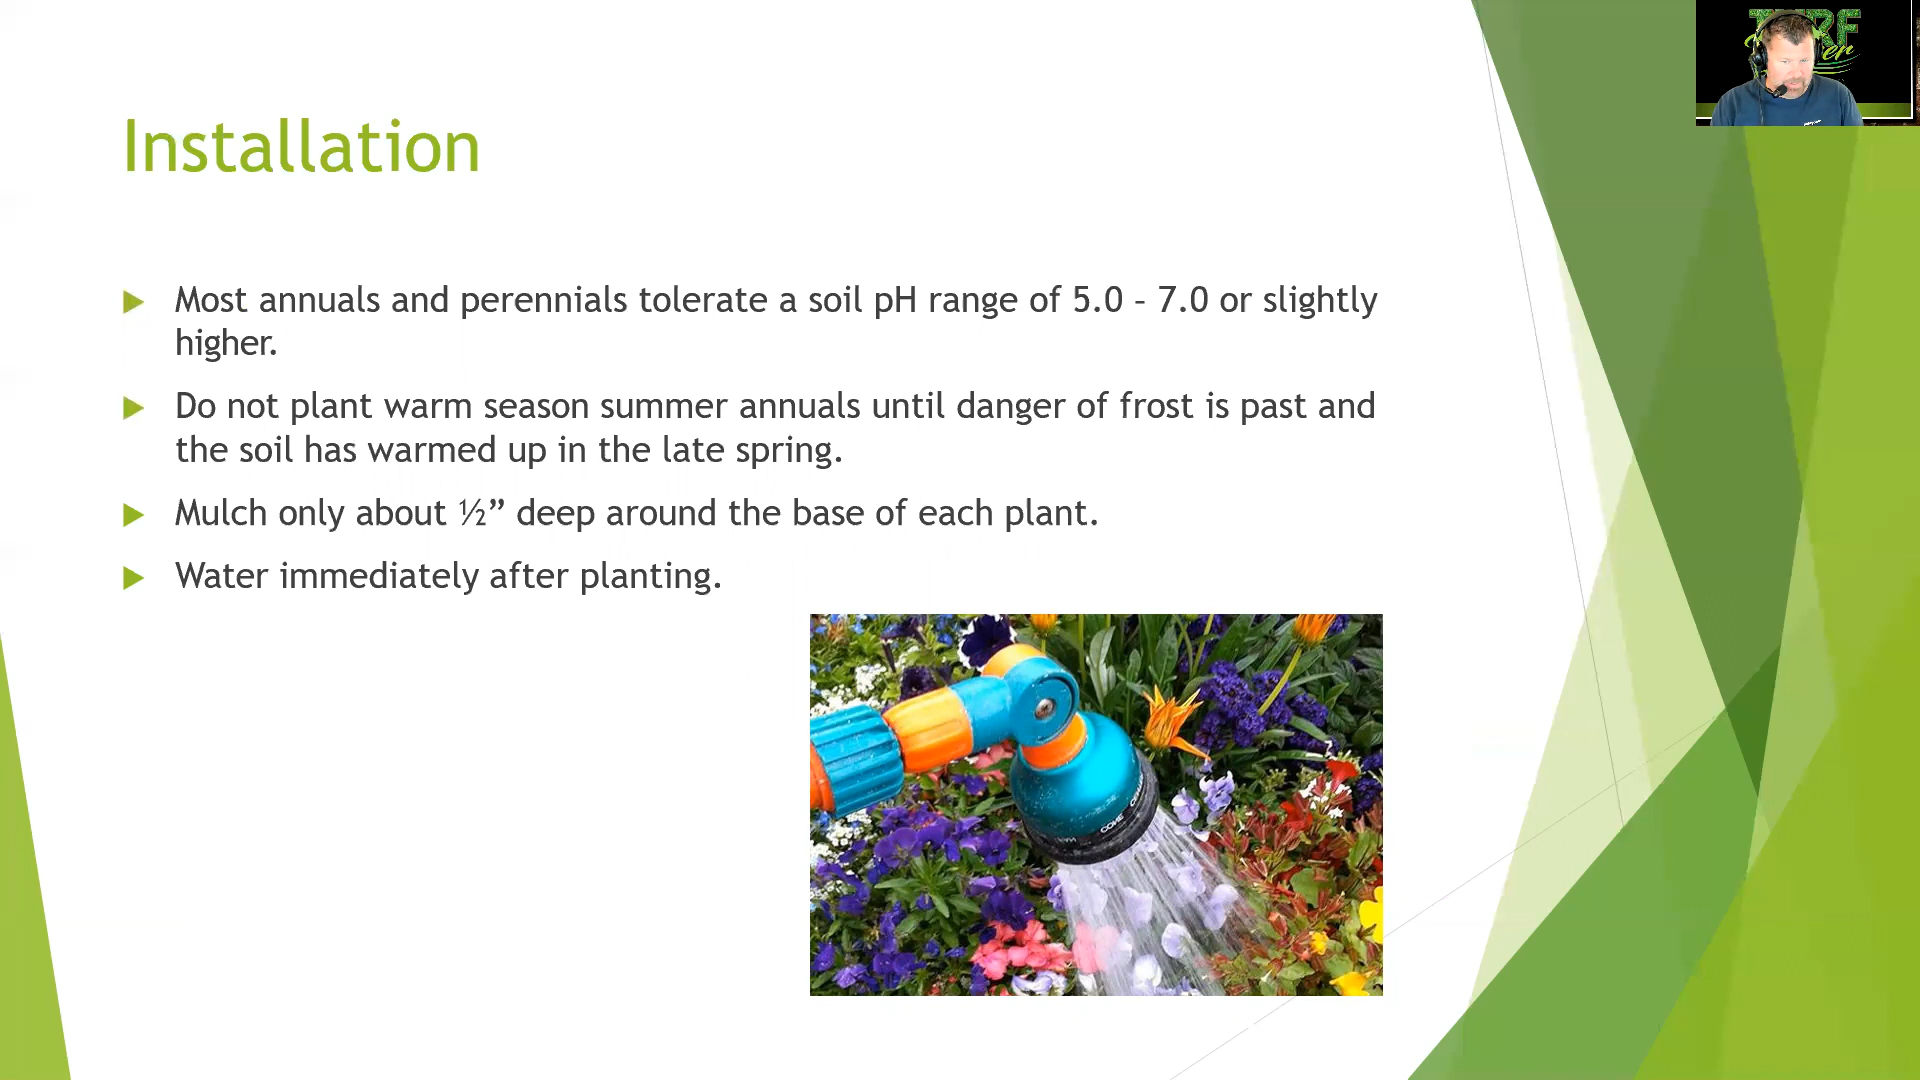 Installation
Most annuals and perennials tolerate a soil pH range of 5.0 – 7.0 or slightly
higher.
Do not plant warm season summer annuals until danger of frost is past and
the soil has warmed up in the late spring.
Mulch only about ½” deep around the base of each plant.
Water immediately after planting.
CONE